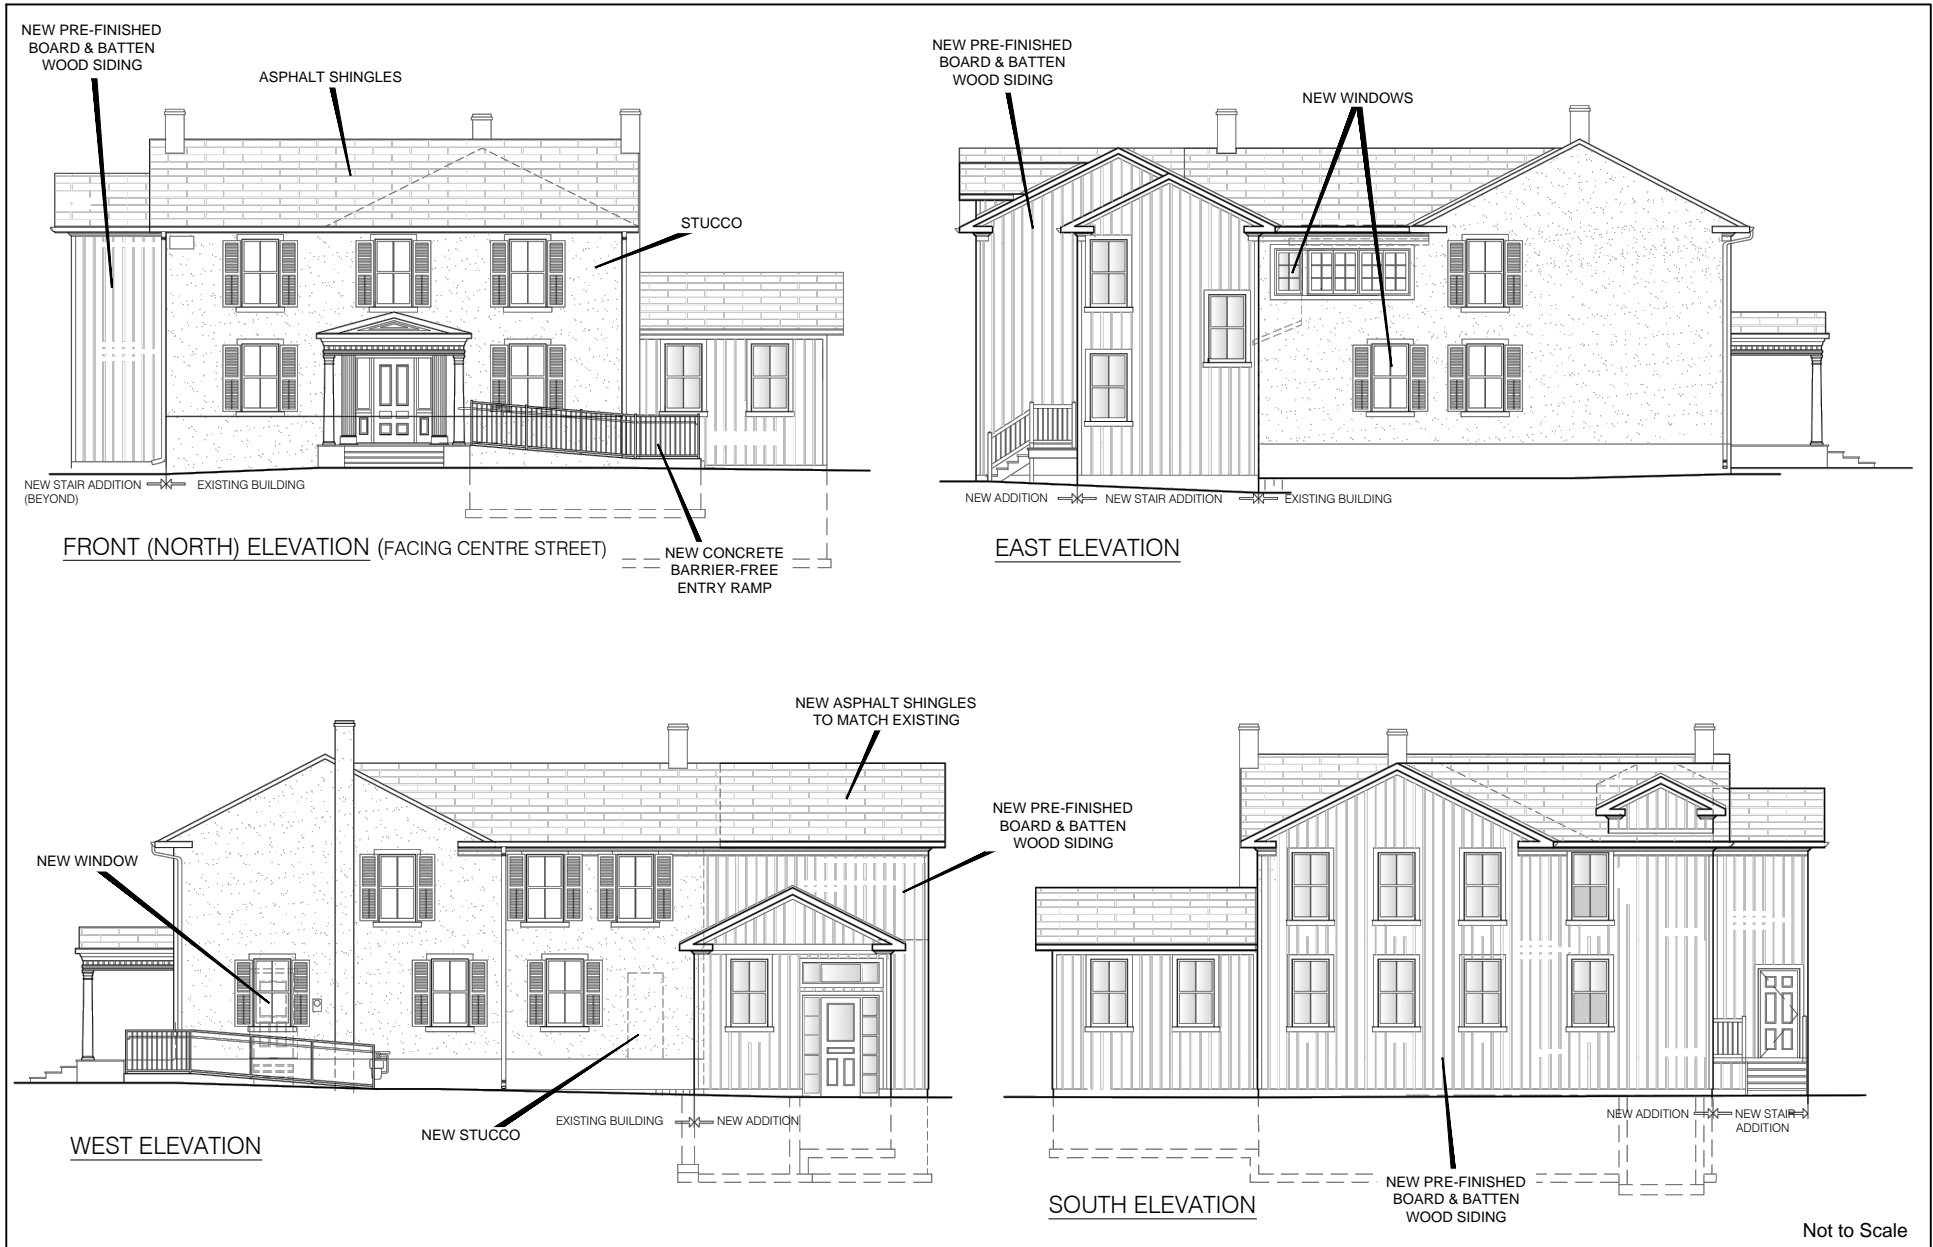 NEW PRE-FINISHED
BOARD & BATTEN
WOOD SIDING
ASPHALT SHINGLES
STUCCO
NEW STAIR ADDITION
(BEYOND)
EXISTING BUILDING
FRONT (NORTH) ELEVATION (FACING CENTRE STREET)
NEW CONCRETE
BARRIER-FREE
ENTRY RAMP
NEW PRE-FINISHED
BOARD & BATTEN
WOOD SIDING
NEW WINDOWS
NEW ADDITION
NEW STAIR ADDITION
EXISTING BUILDING
EAST ELEVATION
NEW ASPHALT SHINGLES
TO MATCH EXISTING
NEW PRE-FINISHED
BOARD & BATTEN
WOOD SIDING
NEW WINDOW
NEW STUCCO
EXISTING BUILDING
NEW ADDITION
WEST ELEVATION
NEW ADDITION
NEW STAIR
ADDITION
NEW PRE-FINISHED
BOARD & BATTEN
WOOD SIDING
SOUTH ELEVATION
Not to Scale